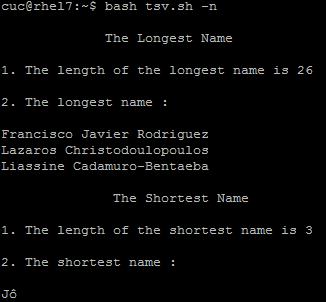 cuc@rhel7:~$ bash tsv.sh -n
The Longest Name
1. The length of the longest name is 26
2. The longest name :
Francisco Javier Rodriguez
Lazaros Christodoulopoulos
Liassine Cadamuro-Bentaeba
The Shortest Name
1. The length of the shortest name is 3
2. The shortest name :
Jô